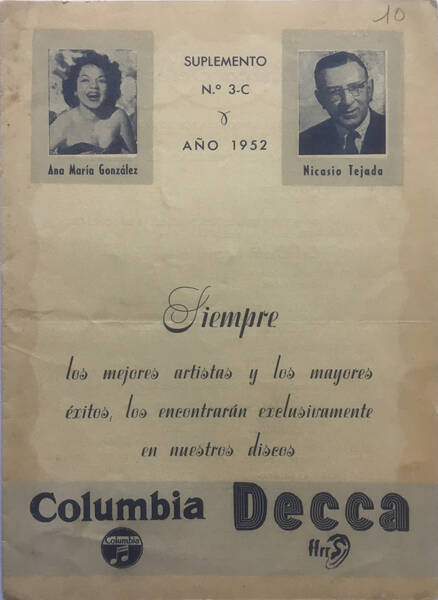 10
SUPLEMENTO
N.º 3-C
AÑO 1952
Ana María González
Nicasio Tejada
Siempre
los mejores artistas y los mayores
éxitos, los encontrarán exclusivamente
en nuestros discos
Columbia Decca
Columbia
ffrr